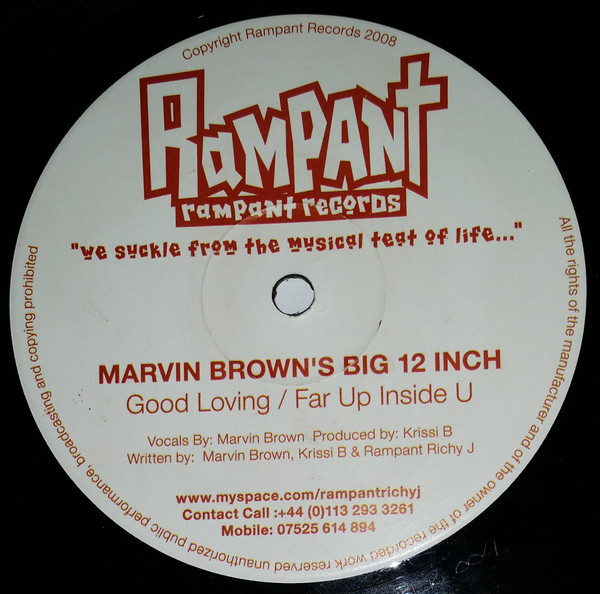 Copyright Rampant Records 2008
RAMPANT
rampant records
"we suckle from the musical teat of life..."
MARVIN BROWN'S BIG 12 INCH
Good Loving / Far Up Inside U
Vocals By: Marvin Brown  Produced by: Krissi B
Written by:  Marvin Brown, Krissi B & Rampant Richy J
www.myspace.com/rampantrichyj
Contact Call :+44 (0)113 293 3261
Mobile: 07525 614 894
All the rights of the manufacturer and of the owner of the recorded work reserved unauthorized public performance, broadcasting and copying prohibited